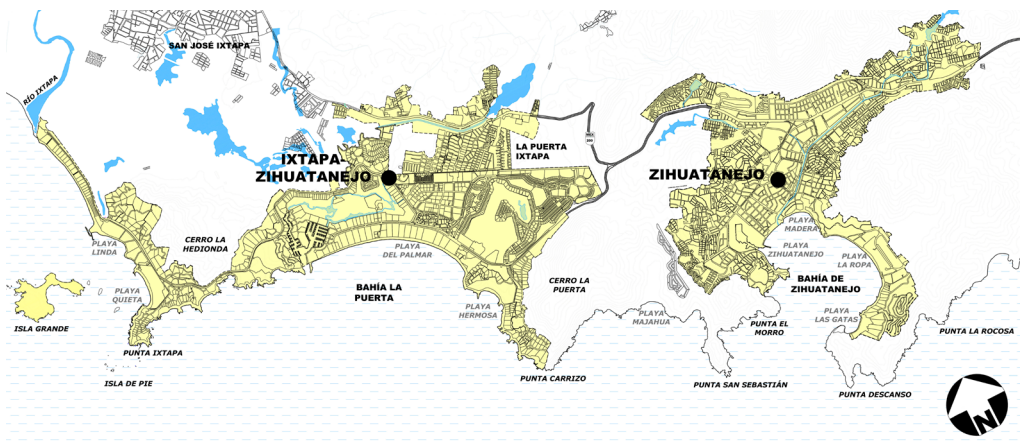 SAN JOSÉ IXTAPA
RÍO IXTAPA
MEX
200
LA PUERTA
IXTAPA
IXTAPA-
ZIHUATANEJO
ZIHUATANEJO
PLAYA
LINDA
CERRO LA
HEDIONDA
PLAYA
DEL PALMAR
PLAYA
MADERA
PLAYA
ZIHUATANEJO
PLAYA
LA ROPA
PLAYA
QUIETA
BAHÍA LA
PUERTA
CERRO LA
PUERTA
BAHÍA DE
ZIHUATANEJO
PLAYA
HERMOSA
PLAYA
MAJAHUA
PLAYA
LAS GATAS
ISLA GRANDE
PUNTA EL
MORRO
PUNTA LA ROCOSA
PUNTA IXTAPA
ISLA DE PIE
PUNTA CARRIZO
PUNTA SAN SEBASTIÁN
PUNTA DESCANSO
N